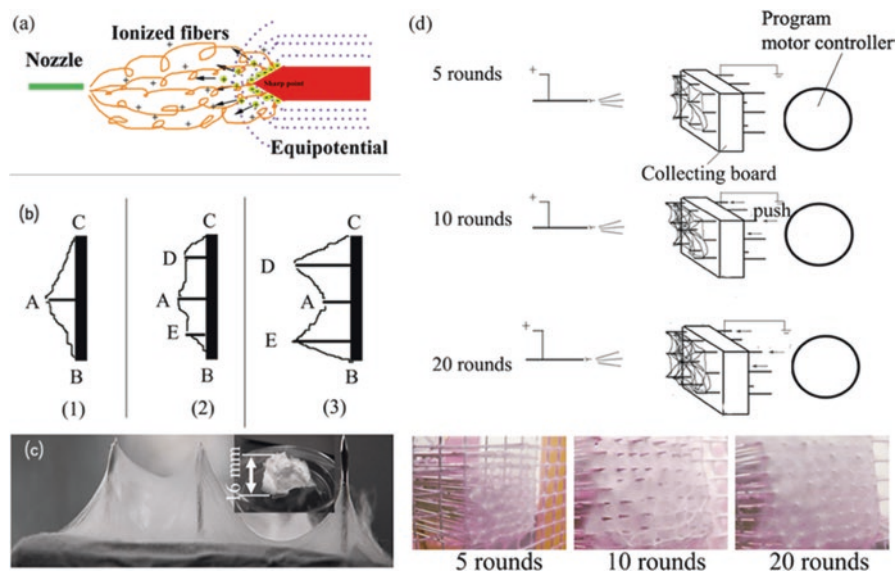 (a)
Ionized fibers
Nozzle
Sharp point
Equipotential
(b)
C
A
B
(1)
C
D
A
E
B
(2)
C
D
A
E
B
(3)
(c)
16 mm
(d)
Program
motor controller
5 rounds
Collecting board
10 rounds
push
20 rounds
5 rounds
10 rounds
20 rounds